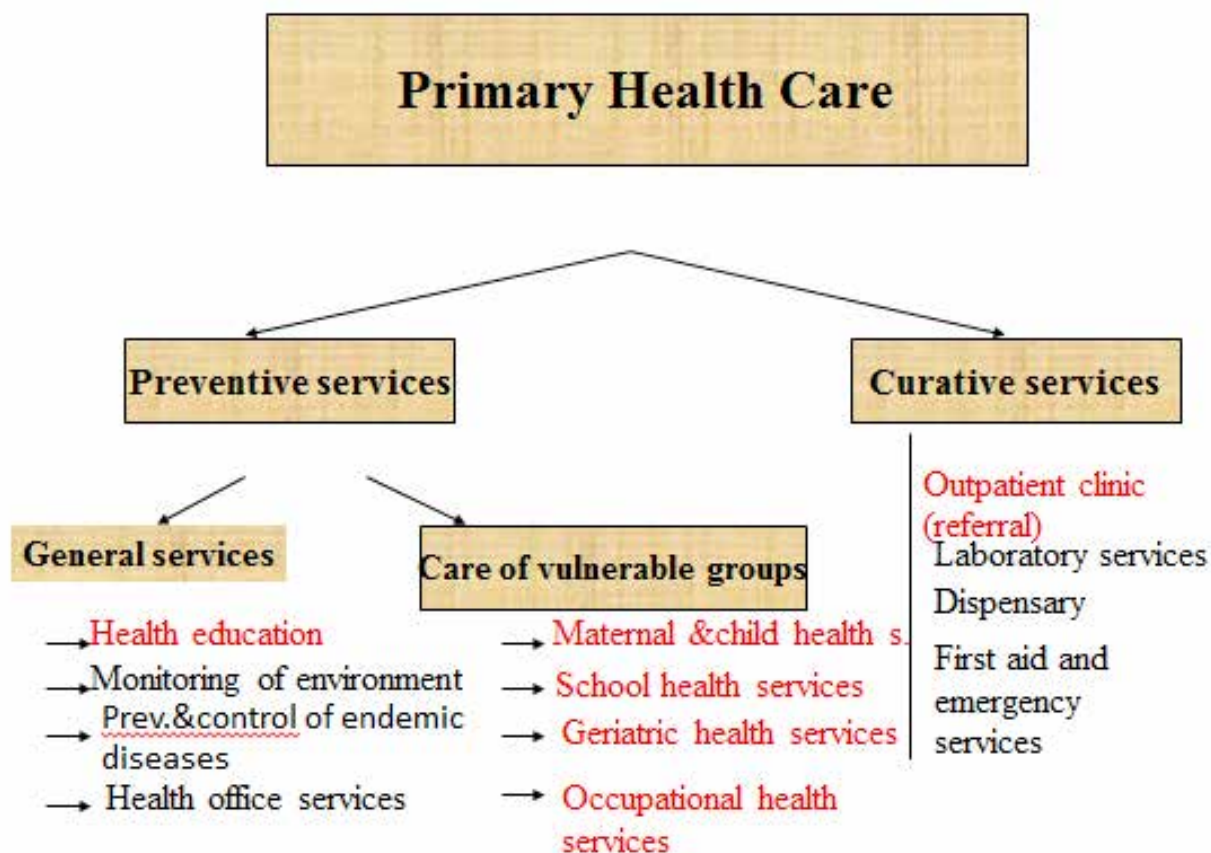 Primary Health Care
Preventive services
Curative services
General services
Care of vulnerable groups
Health education
Monitoring of environment
Prev.&control of endemic
diseases
Health office services
Maternal &child health s.
School health services
Geriatric health services
Occupational health
services
Outpatient clinic
(referral)
Laboratory services
Dispensary
First aid and
emergency
services